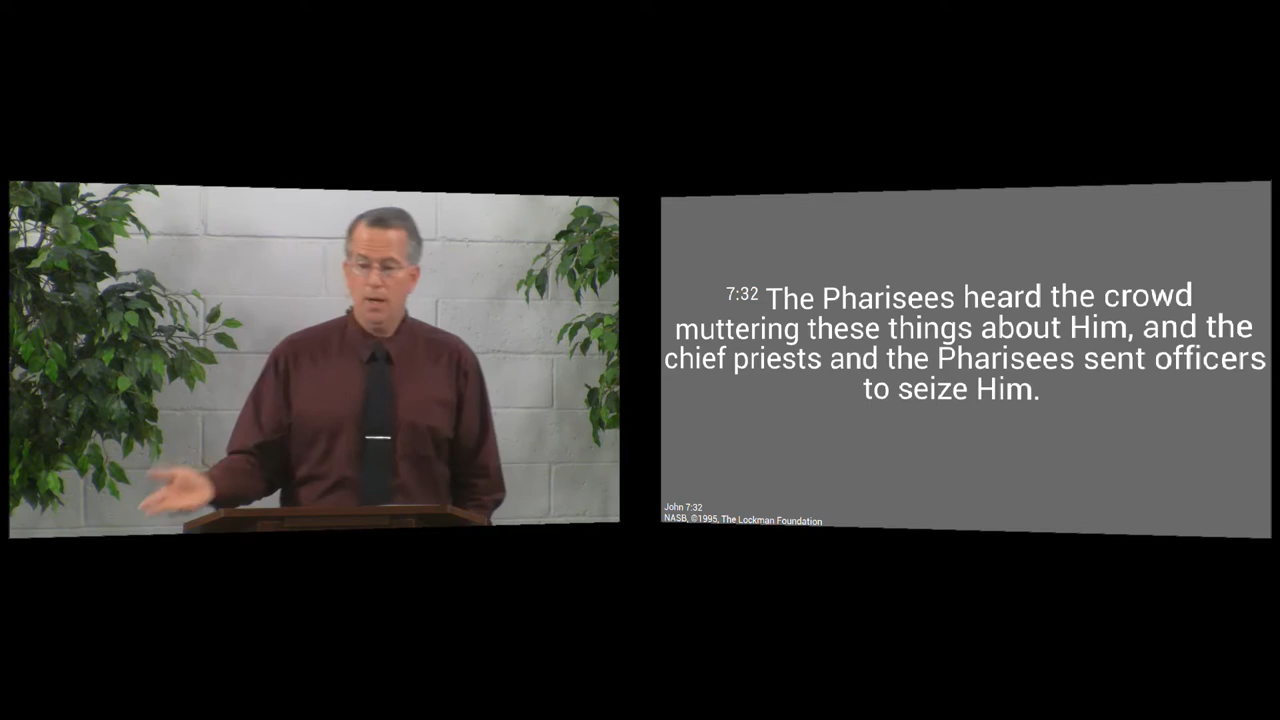 7:32 The Pharisees heard the crowd
muttering these things about Him, and the
chief priests and the Pharisees sent officers
to seize Him.
John 7:32
NASB, ©1995, The Lockman Foundation